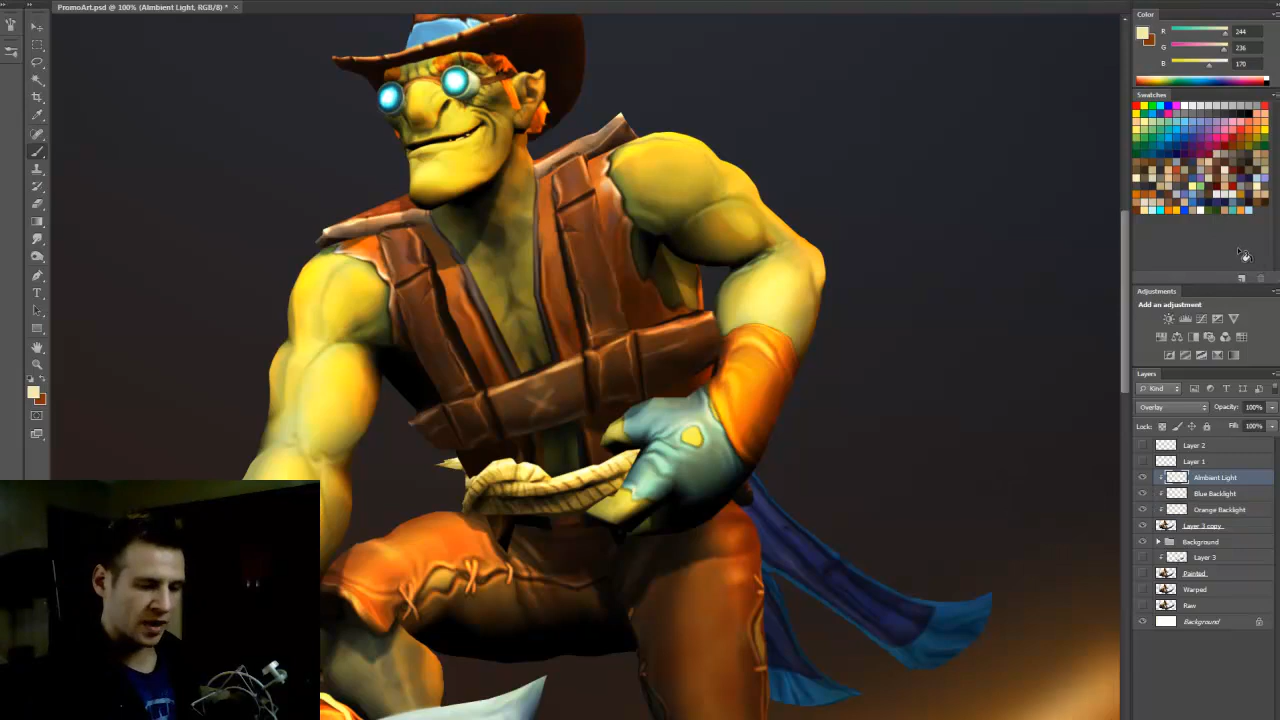 PromoArt.psd @ 100% (Almbient Light, RGB/8) * ×
Color
R 244
G 236
B 170
Swatches
Adjustments
Add an adjustment
Layers
Kind
Overlay Opacity: 100%
Lock: Fill: 100%
Layer 2
Layer 1
Almbient Light
Blue Backlight
Orange Backlight
Layer 3 copy
Background
Layer 3
Painted
Warped
Raw
Background